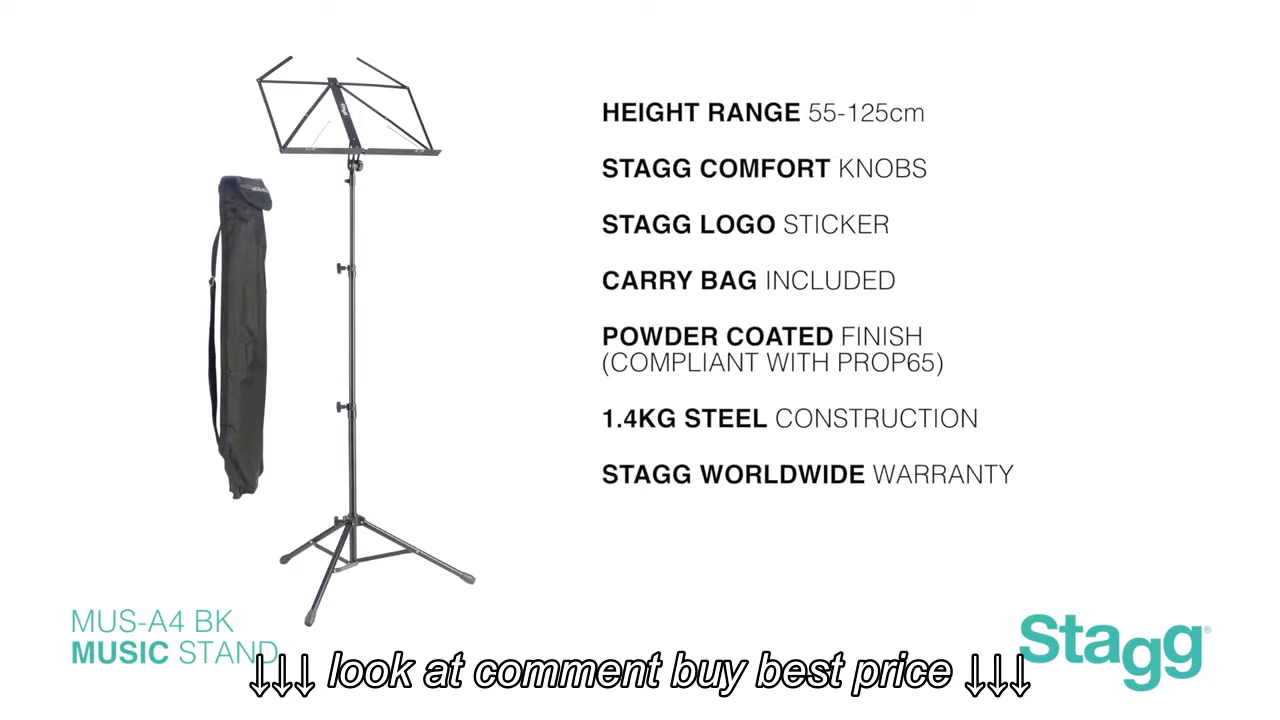 HEIGHT RANGE 55-125cm
STAGG COMFORT KNOBS
STAGG LOGO STICKER
CARRY BAG INCLUDED
POWDER COATED FINISH
(COMPLIANT WITH PROP65)
1.4KG STEEL CONSTRUCTION
STAGG WORLDWIDE WARRANTY
MUS-A4 BK
MUSIC STAND
Stagg®
↓↓↓ look at comment buy best price ↓↓↓